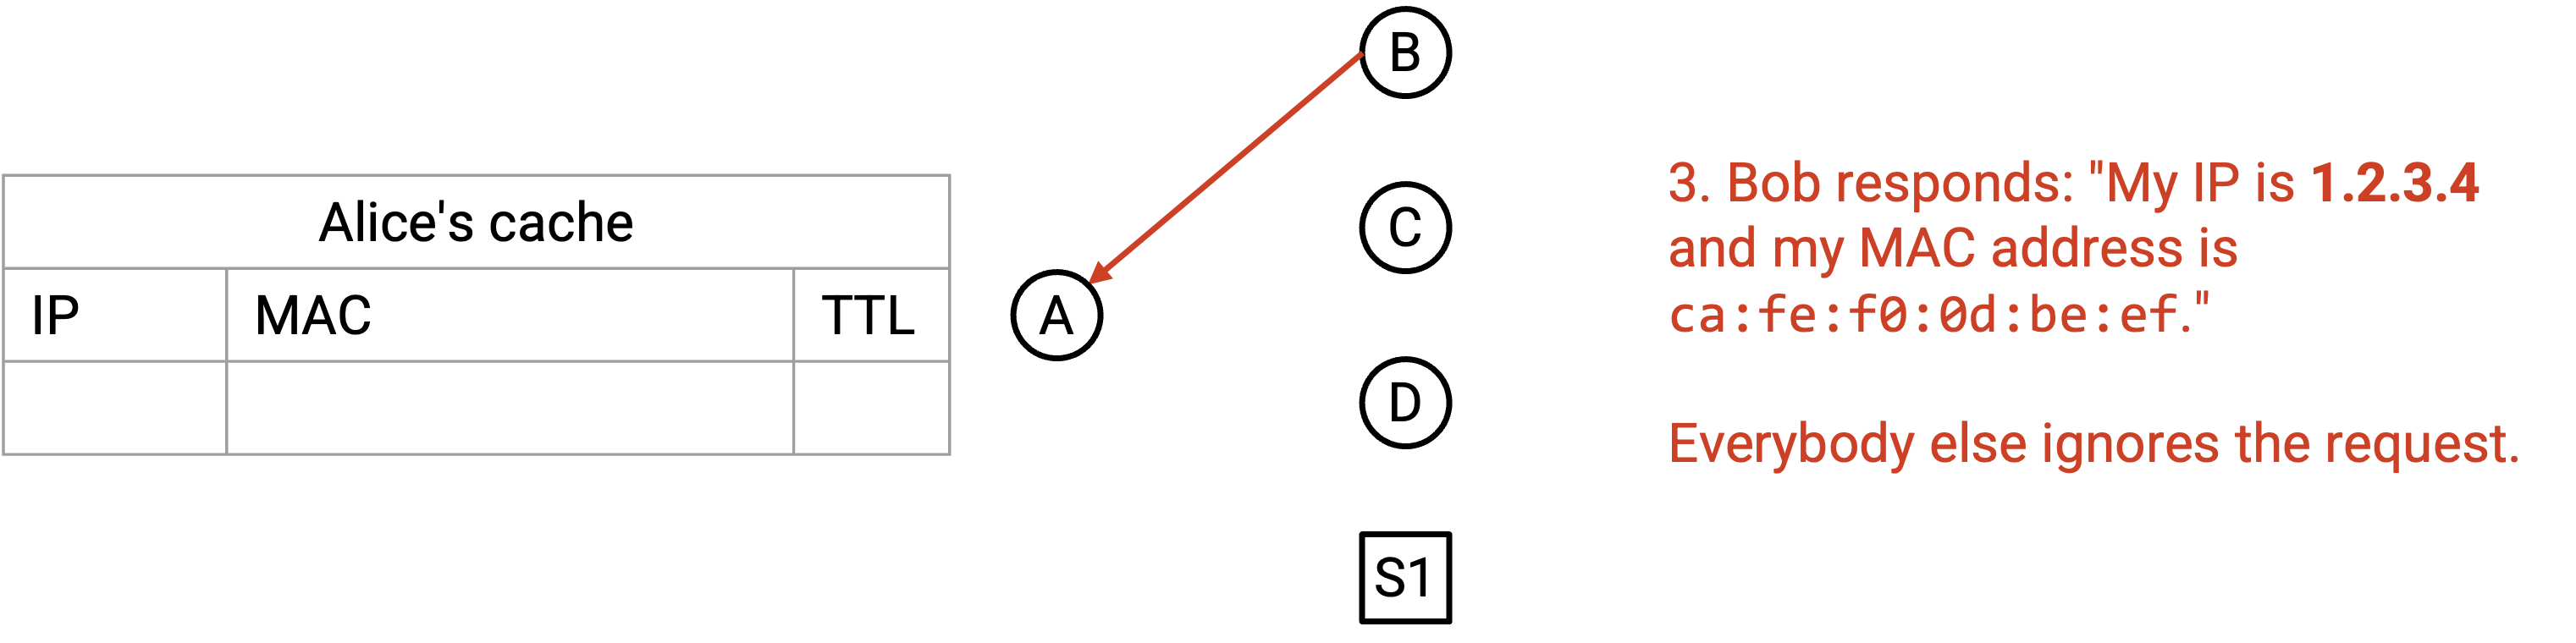 Alice's cache
IP MAC TTL
A
B
C
D
S1
3. Bob responds: "My IP is 1.2.3.4
and my MAC address is
ca:fe:f0:0d:be:ef."
Everybody else ignores the request.